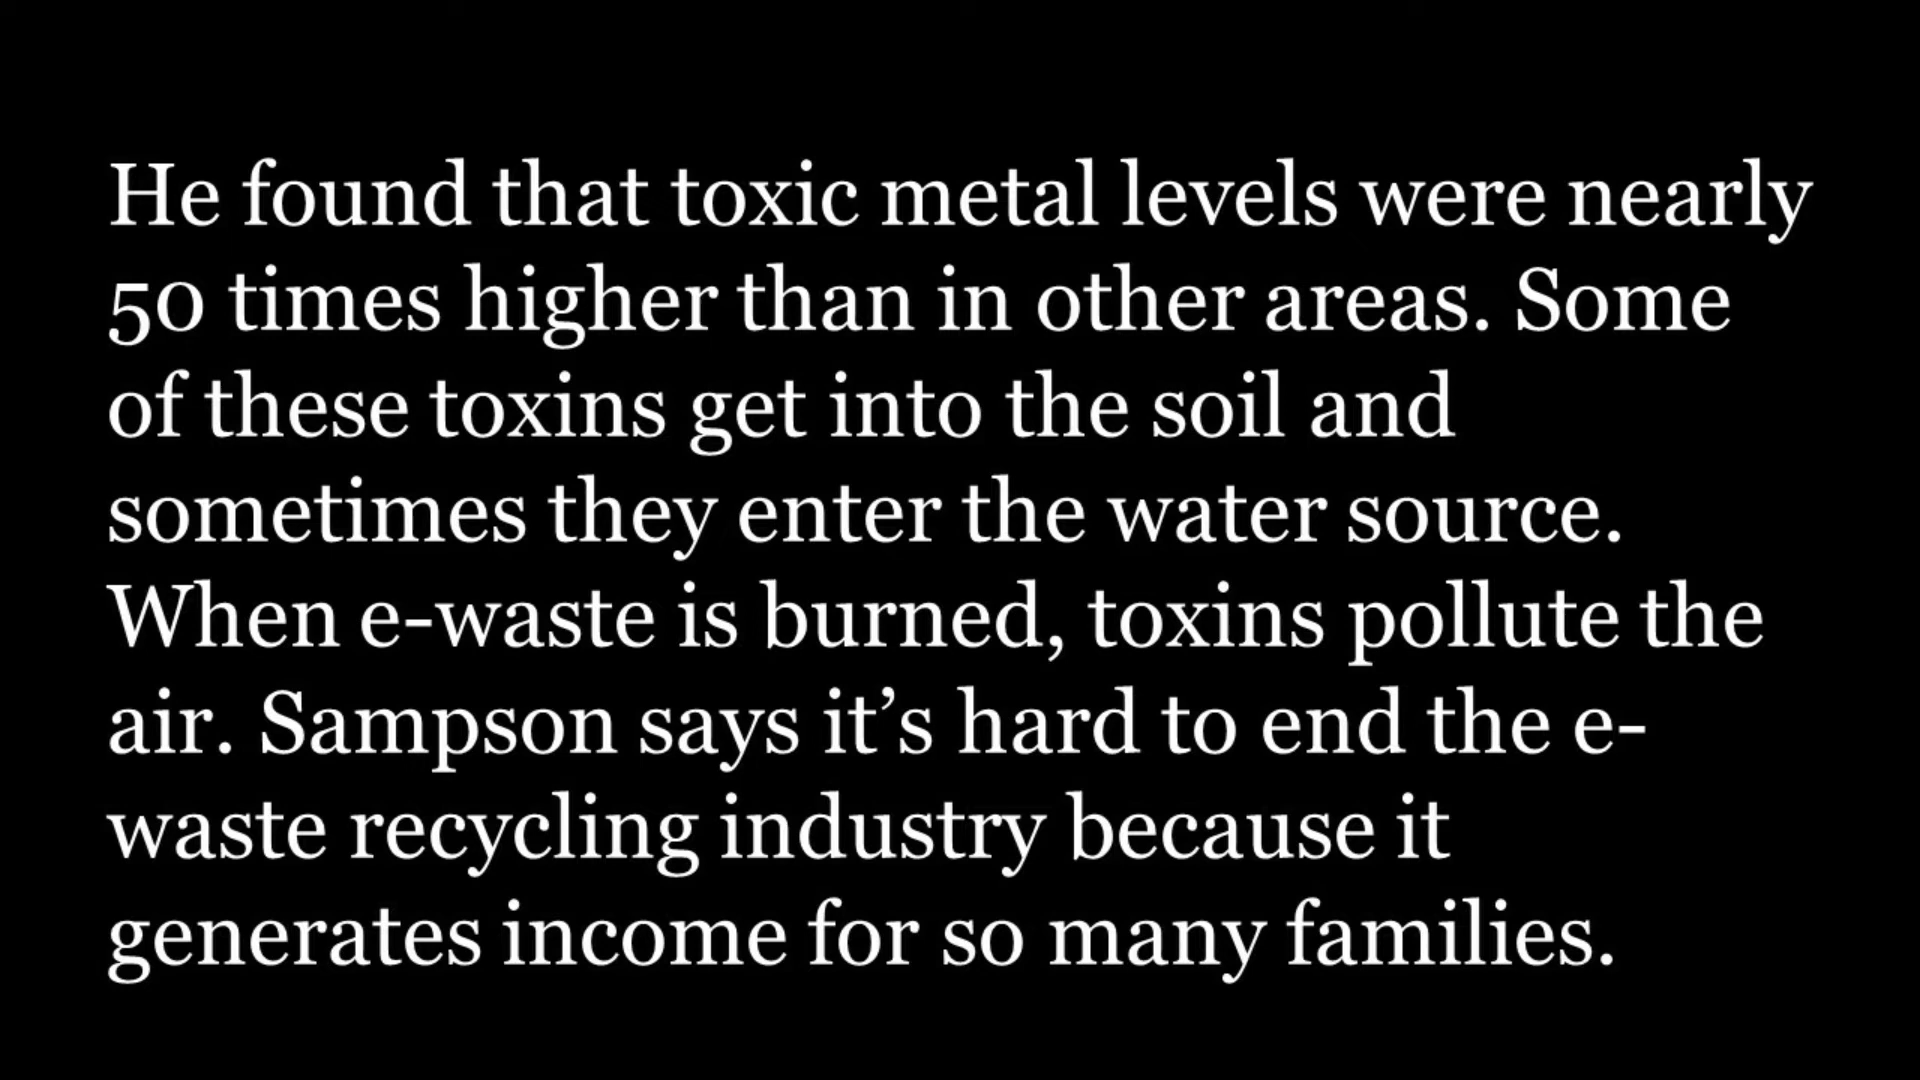 He found that toxic metal levels were nearly
50 times higher than in other areas. Some
of these toxins get into the soil and
sometimes they enter the water source.
When e-waste is burned, toxins pollute the
air. Sampson says it’s hard to end the e-
waste recycling industry because it
generates income for so many families.